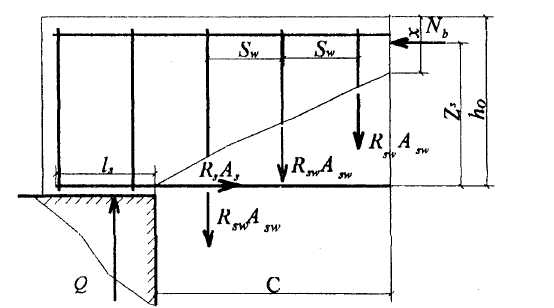 S_w S_w x N_b
Z_s h_0
l_s R_s A_s R_sw A_sw R_sw A_sw
R_sw A_sw
Q C